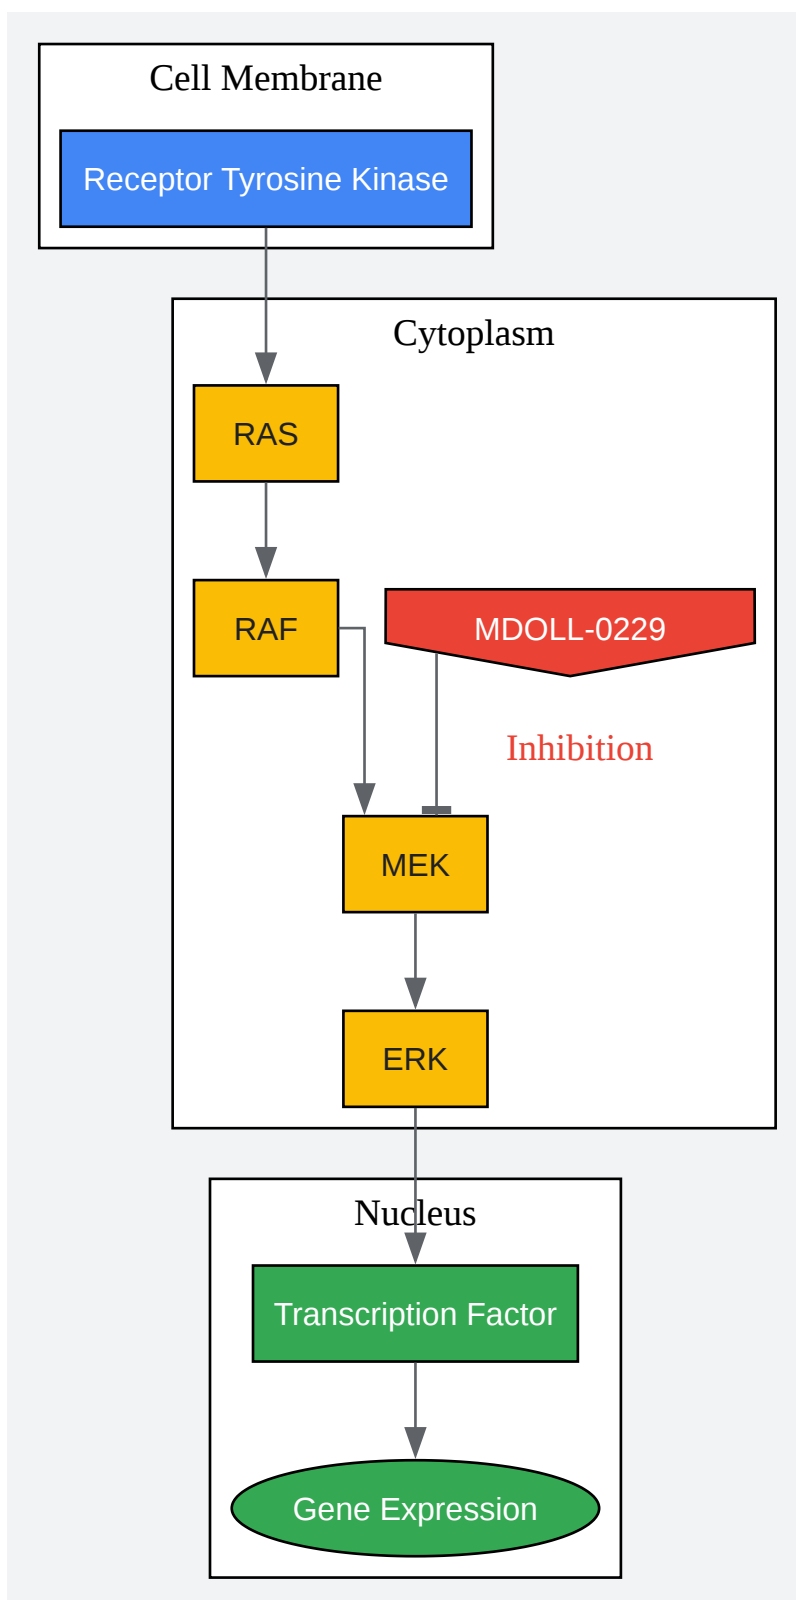 Cell Membrane
Receptor Tyrosine Kinase
Cytoplasm
RAS
RAF
MDOLL-0229
Inhibition
MEK
ERK
Nucleus
Transcription Factor
Gene Expression